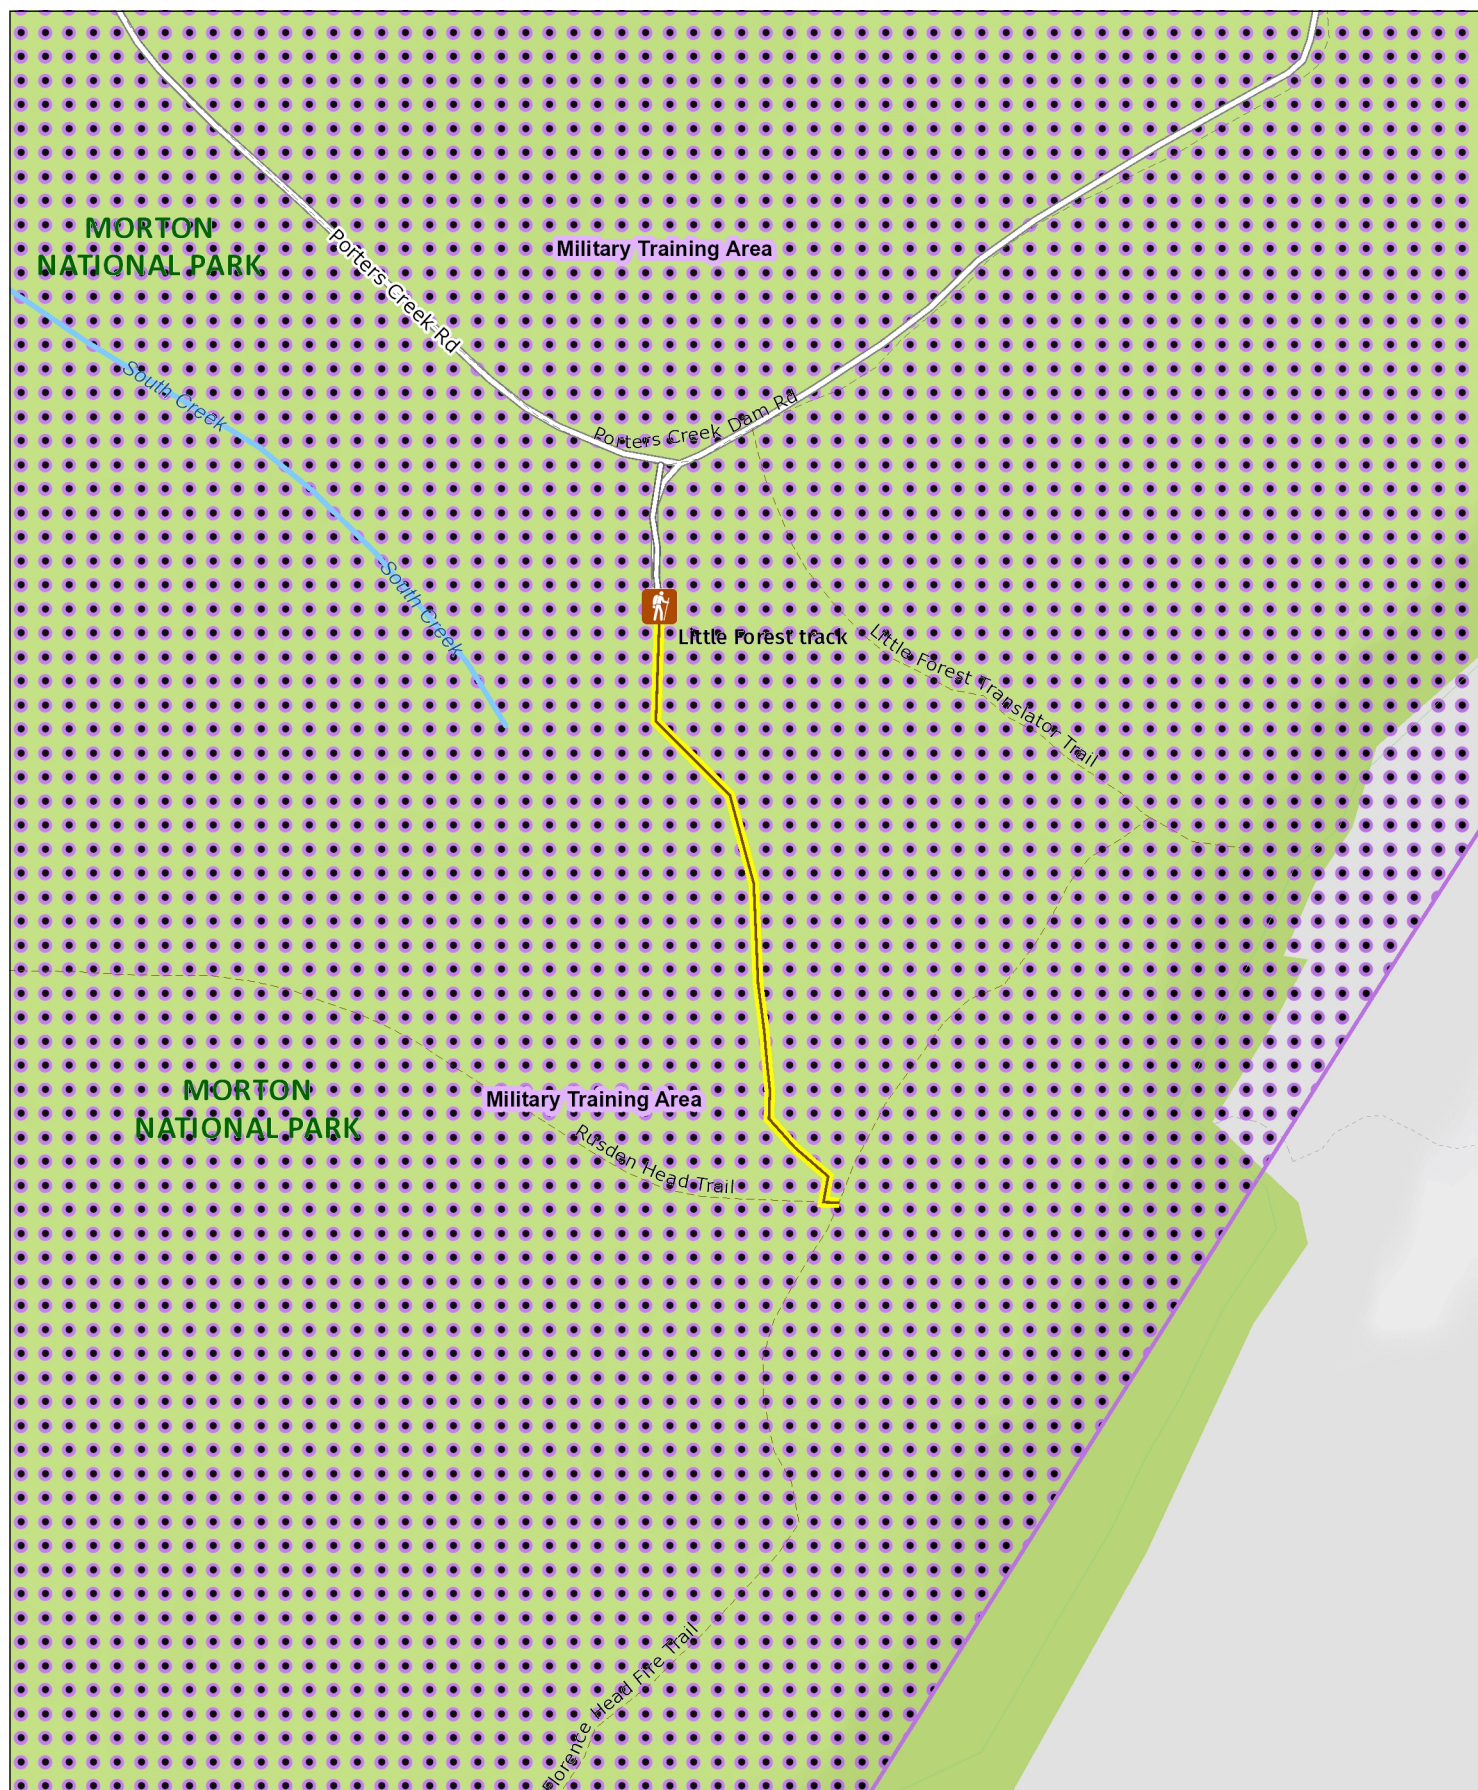 MORTON
NATIONAL PARK
Military Training Area
Porters Creek Rd
South Creek
Porters Creek Dam Rd
South Creek
Little Forest track
Little Forest Translator Trail
MORTON
NATIONAL PARK
Military Training Area
Rusden Head Trail
Florence Head Fire Trail